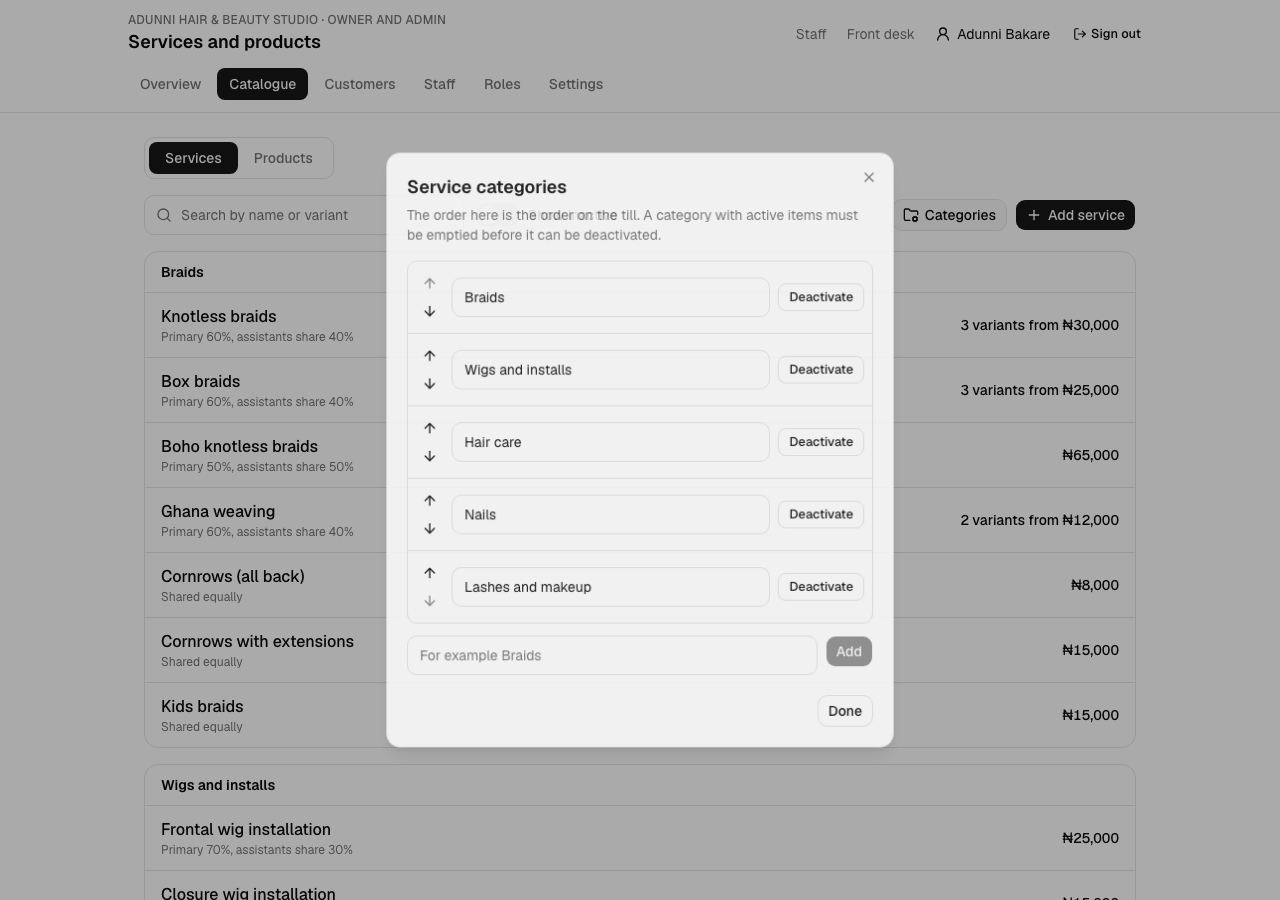 ADUNNI HAIR & BEAUTY STUDIO · OWNER AND ADMIN
Services and products
Staff
Front desk
Adunni Bakare
Sign out
Overview
Catalogue
Customers
Staff
Roles
Settings
Services
Products
Search by name or variant
Categories
Add service
Service categories
The order here is the order on the till. A category with active items must
be emptied before it can be deactivated.
Braids
Deactivate
Wigs and installs
Deactivate
Hair care
Deactivate
Nails
Deactivate
Lashes and makeup
Deactivate
For example Braids
Add
Done
Braids
Knotless braids
Primary 60%, assistants share 40%
3 variants from ₦30,000
Box braids
Primary 60%, assistants share 40%
3 variants from ₦25,000
Boho knotless braids
Primary 50%, assistants share 50%
₦65,000
Ghana weaving
Primary 60%, assistants share 40%
2 variants from ₦12,000
Cornrows (all back)
Shared equally
₦8,000
Cornrows with extensions
Shared equally
₦15,000
Kids braids
Shared equally
₦15,000
Wigs and installs
Frontal wig installation
Primary 70%, assistants share 30%
₦25,000
Closure wig installation